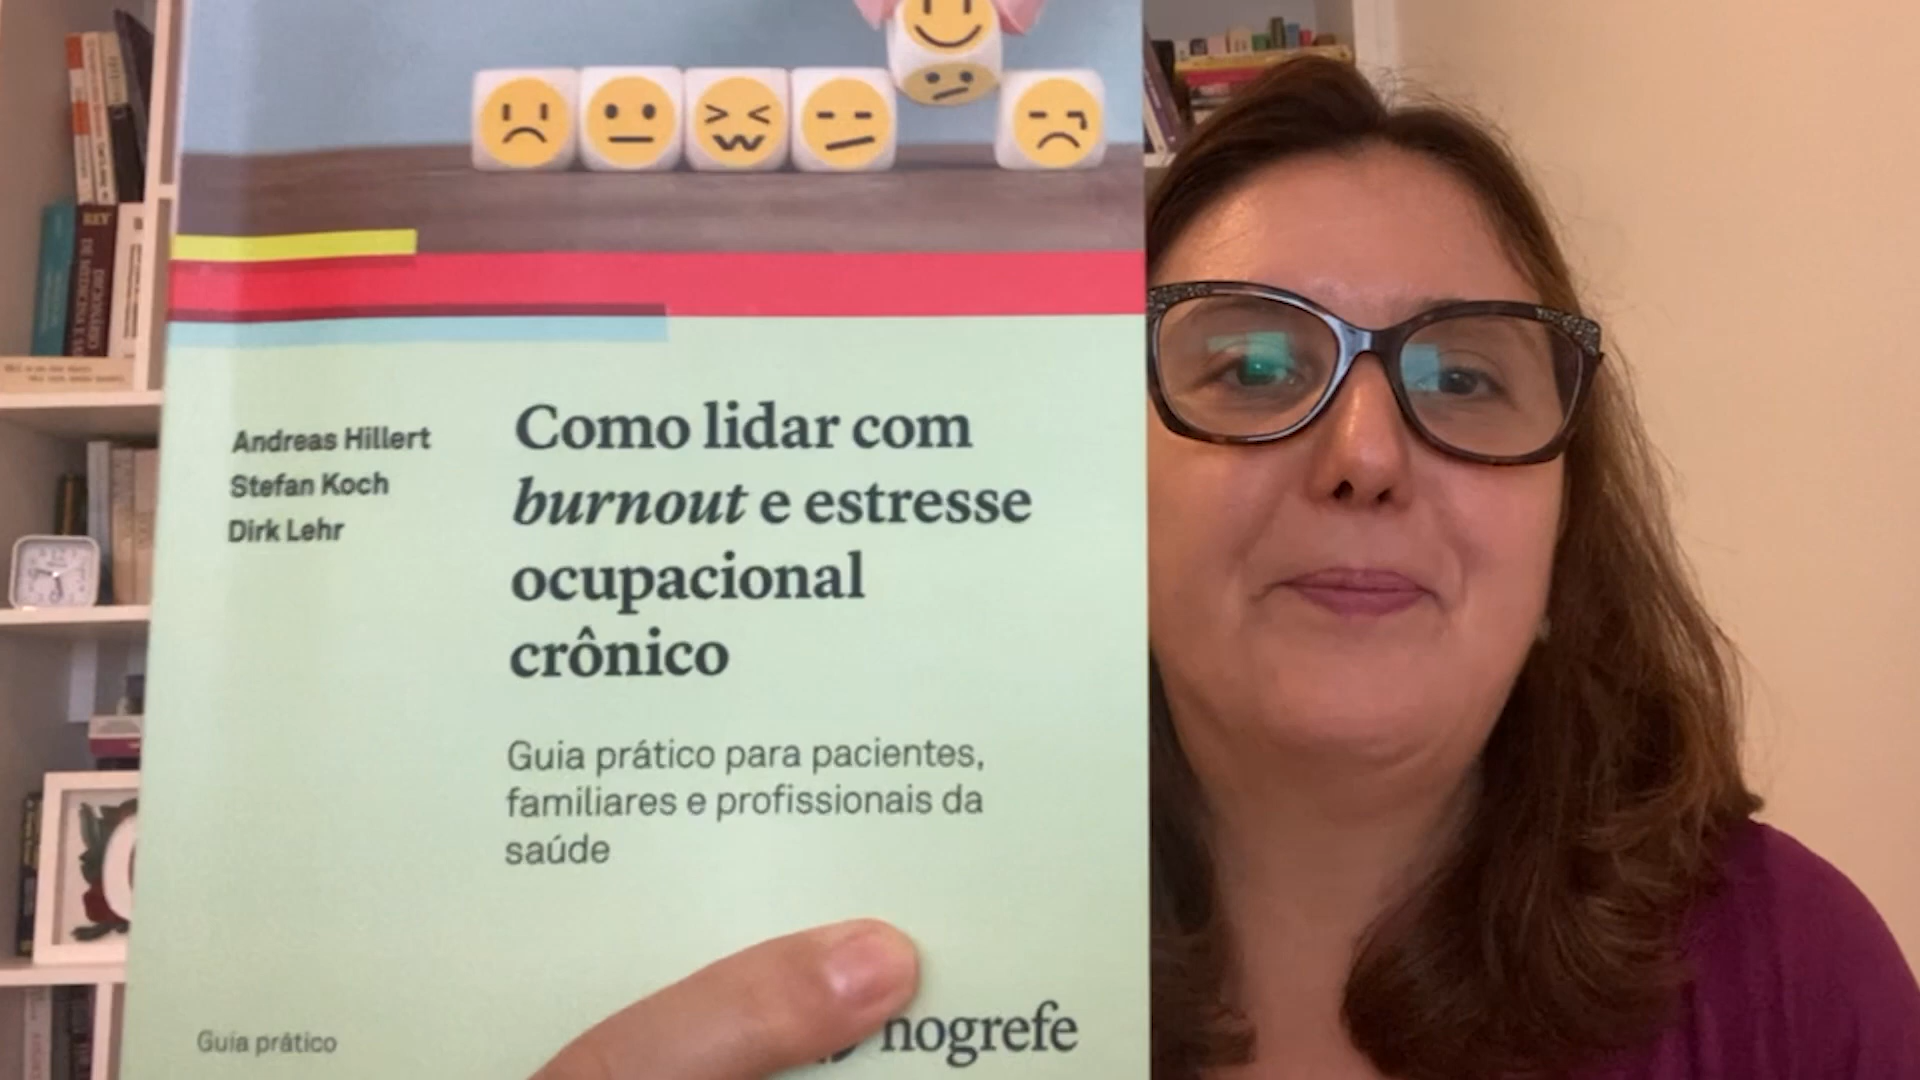 Andreas Hillert
Stefan Koch
Dirk Lehr
Como lidar com
burnout e estresse
ocupacional
crônico
Guia prático para pacientes,
familiares e profissionais da
saúde
Guia prático
nogrefe
REY